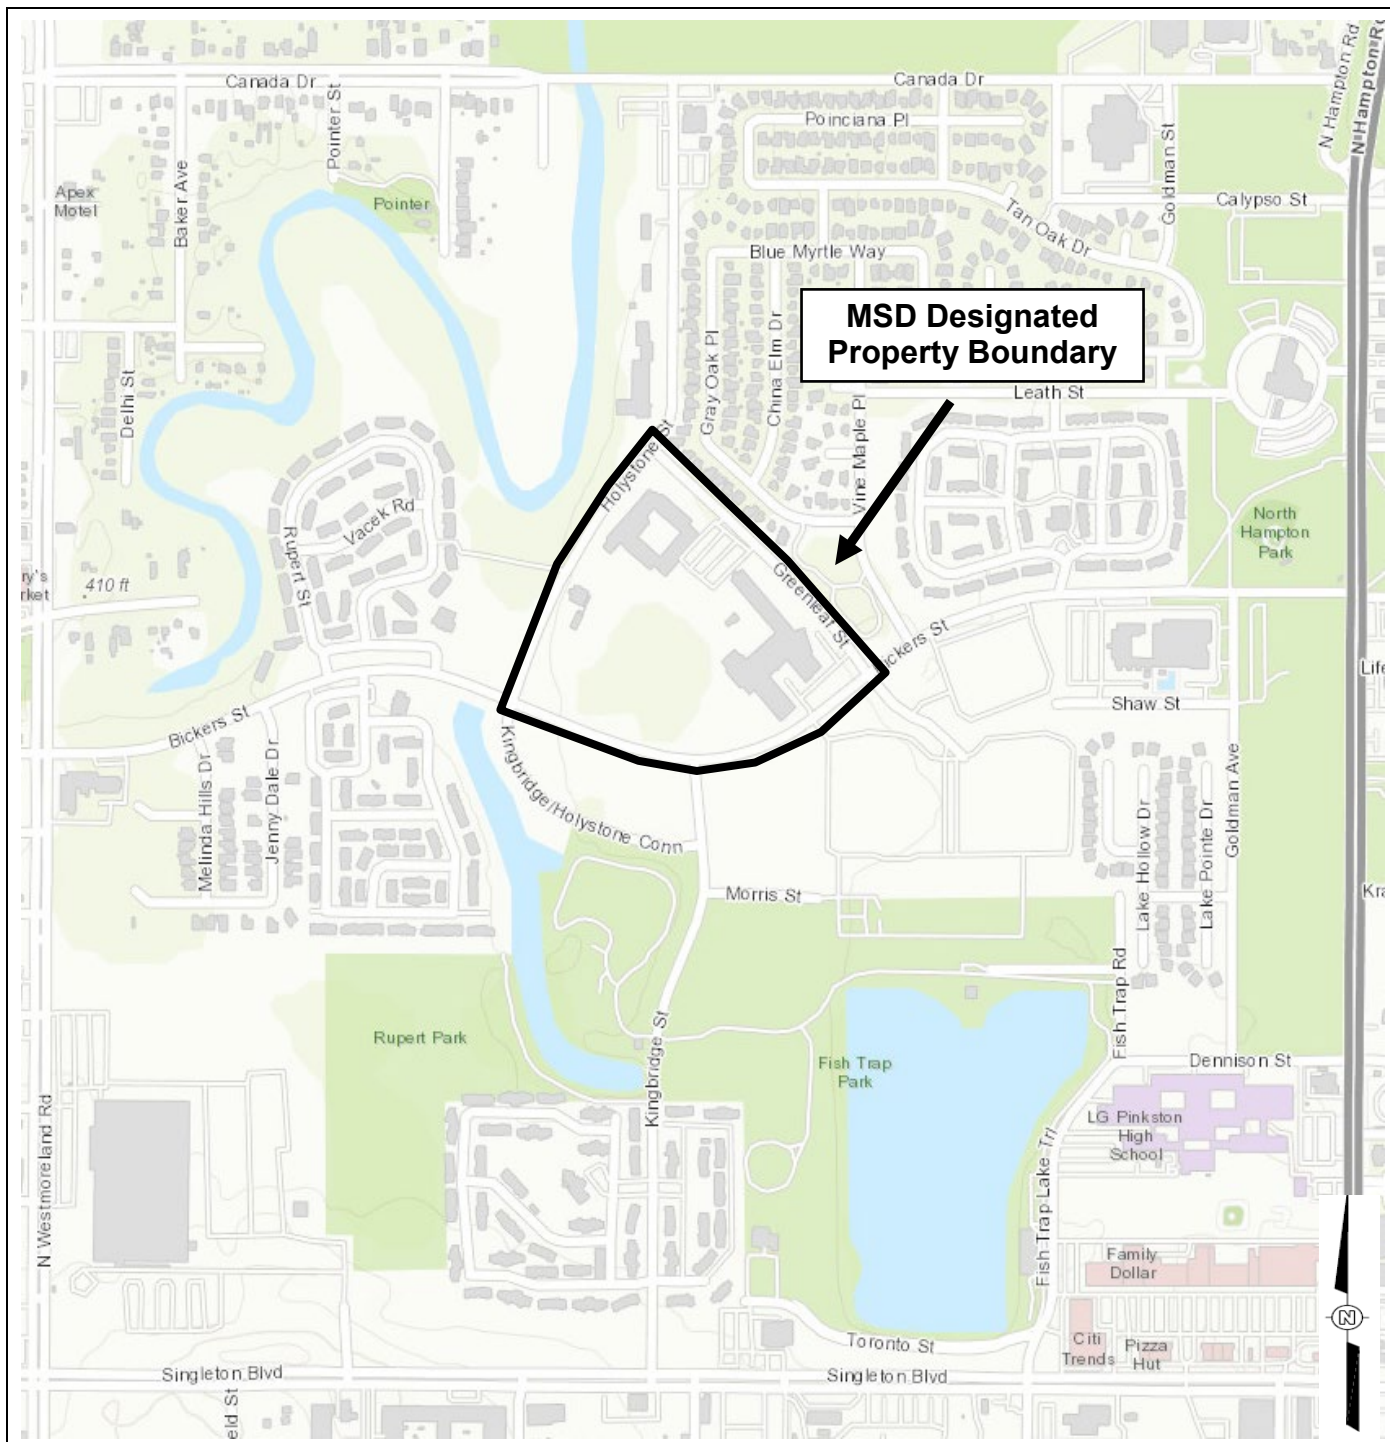 N Hampton Rd
N Hampton Rd
Canada Dr
Canada Dr
Pointer St
Poinciana Pl
Goldman St
Baker Ave
Apex
Motel
Pointer
Calypso St
Tan Oak Dr
Blue Myrtle Way
MSD Designated
Property Boundary
Gray Oak Pl
China Elm Dr
Delhi St
Leath St
Vine Maple Pl
Holystone St
Vacek Rd
Rupert St
North
Hampton
Park
410 ft
ry's
rket
Greenleaf St
Bickers St
Bickers St
Life
Shaw St
Kingbridge/Holystone Conn
Melinda Hills Dr
Jenny Dale Dr
Lake Hollow Dr
Lake Pointe Dr
Goldman Ave
Morris St
Kra
Fish Trap Rd
Rupert Park
Kingbridge St
Fish Trap
Park
Dennison St
N Westmoreland Rd
LG Pinkston
High
School
Fish Trap Lake Trl
Family
Dollar
N
Citi
Trends
Pizza
Hut
Toronto St
Singleton Blvd
Singleton Blvd
eld St